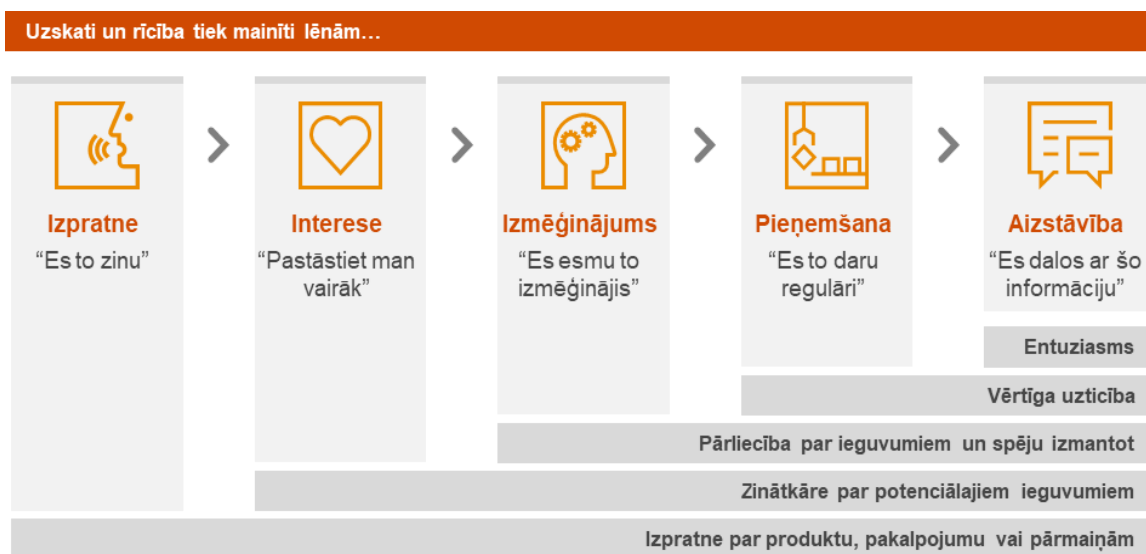 Uzskati un rīcība tiek mainīti lēnām…
Izpratne
“Es to zinu”
Interese
“Pastāstiet man
vairāk”
Izmēģinājums
“Es esmu to
izmēģinājis”
Pieņemšana
“Es to daru
regulāri”
Aizstāvība
“Es dalos ar šo
informāciju”
Entuziasms
Vērtīga uzticība
Pārliecība par ieguvumiem un spēju izmantot
Zinātkāre par potenciālajiem ieguvumiem
Izpratne par produktu, pakalpojumu vai pārmaiņām